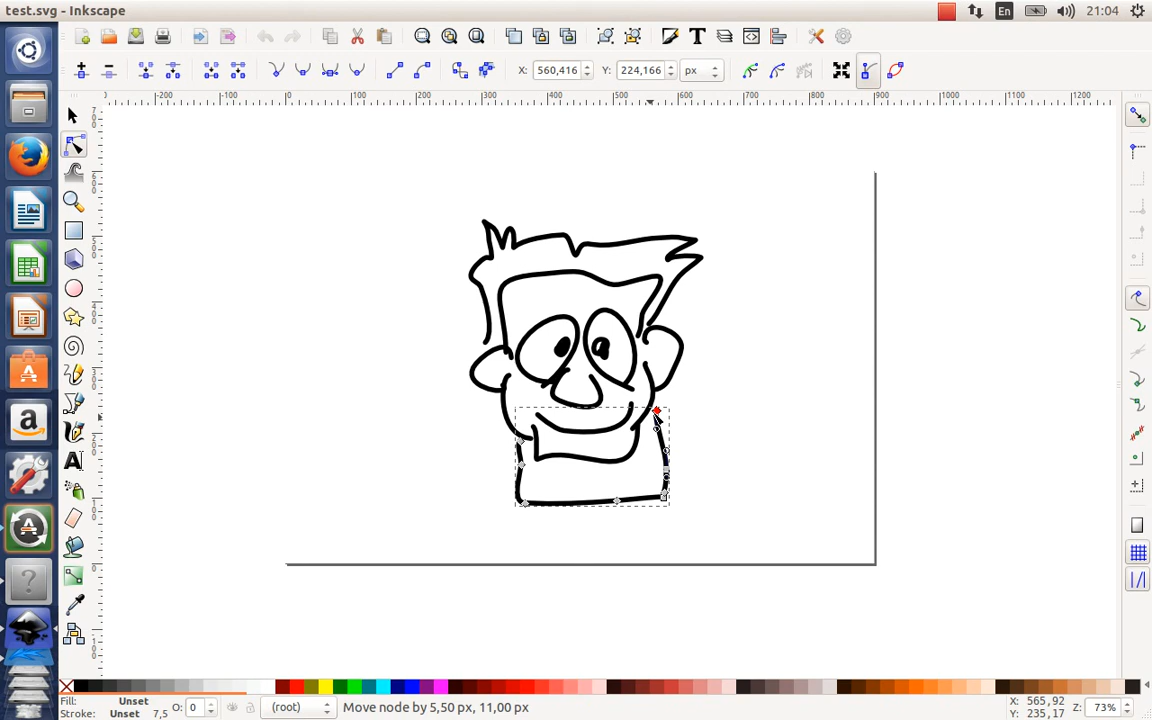 test.svg - Inkscape
En
21:04
X: 560,416
Y: 224,166
px
-200 -100 0 100 200 300 400 500 600 700 800 900 1000 1100 1200
Fill: Unset
Stroke: Unset 7,5
O: 0
(root)
Move node by 5,50 px, 11,00 px
X: 565,92
Y: 235,17
Z: 73%